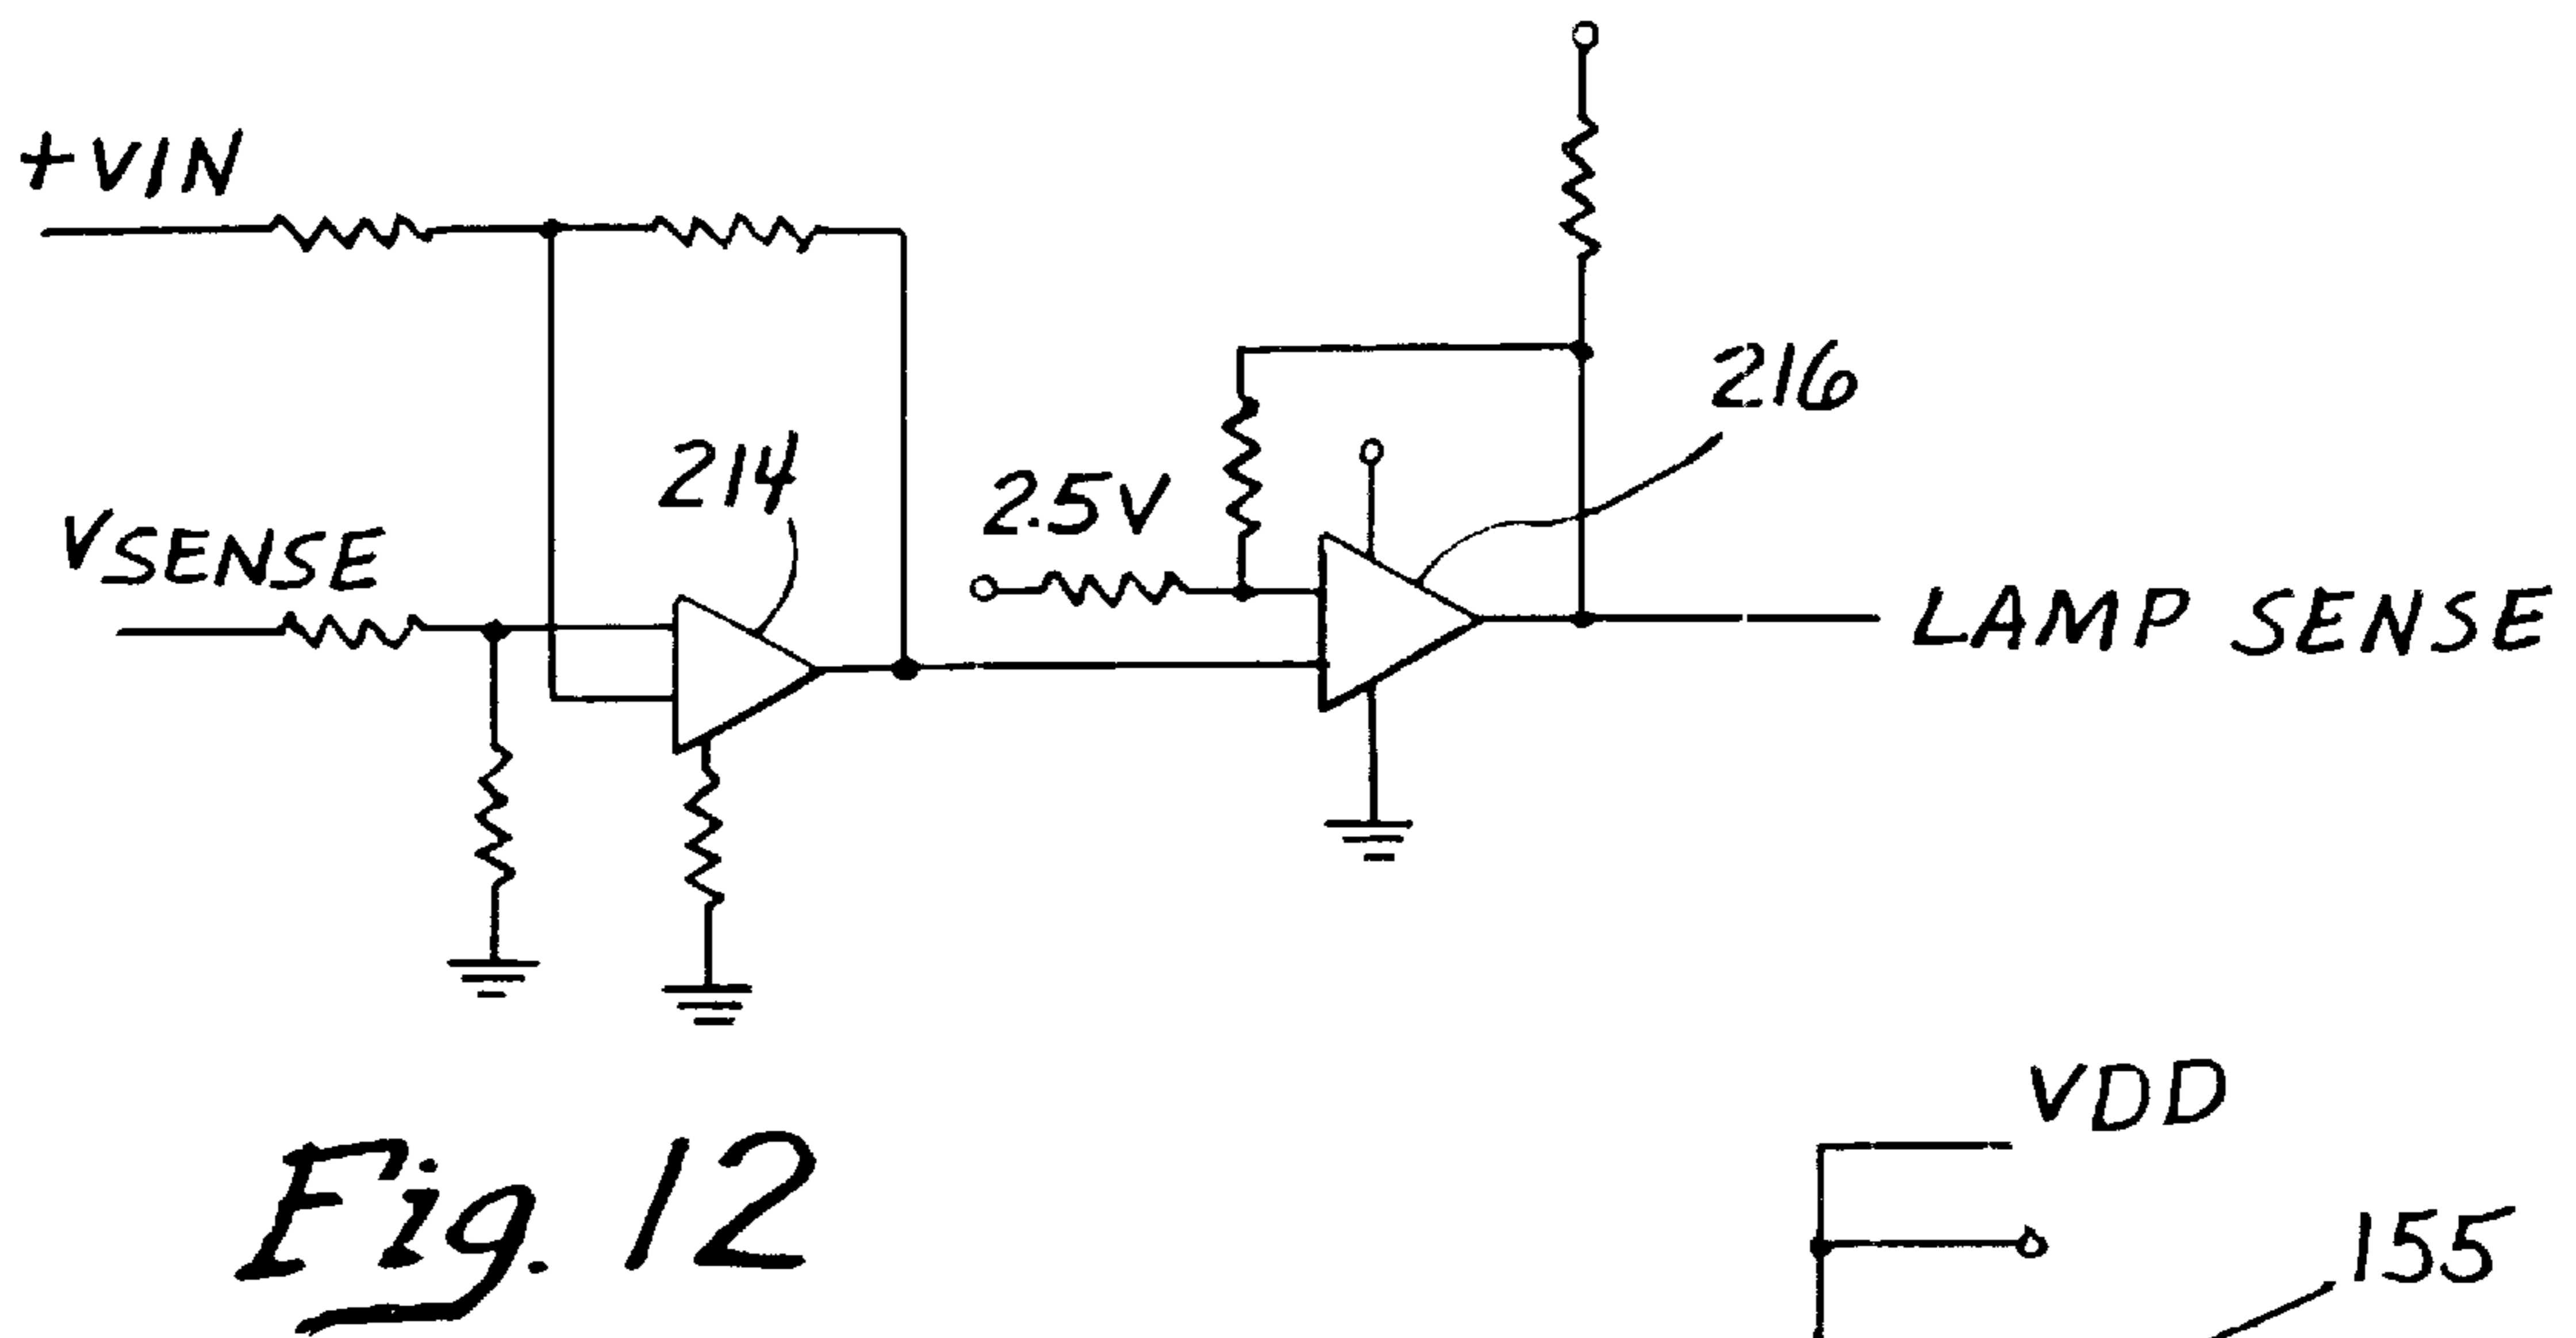 +VIN
216
214
2.5V
VSENSE
LAMP SENSE
VDD
Fig. 12
155